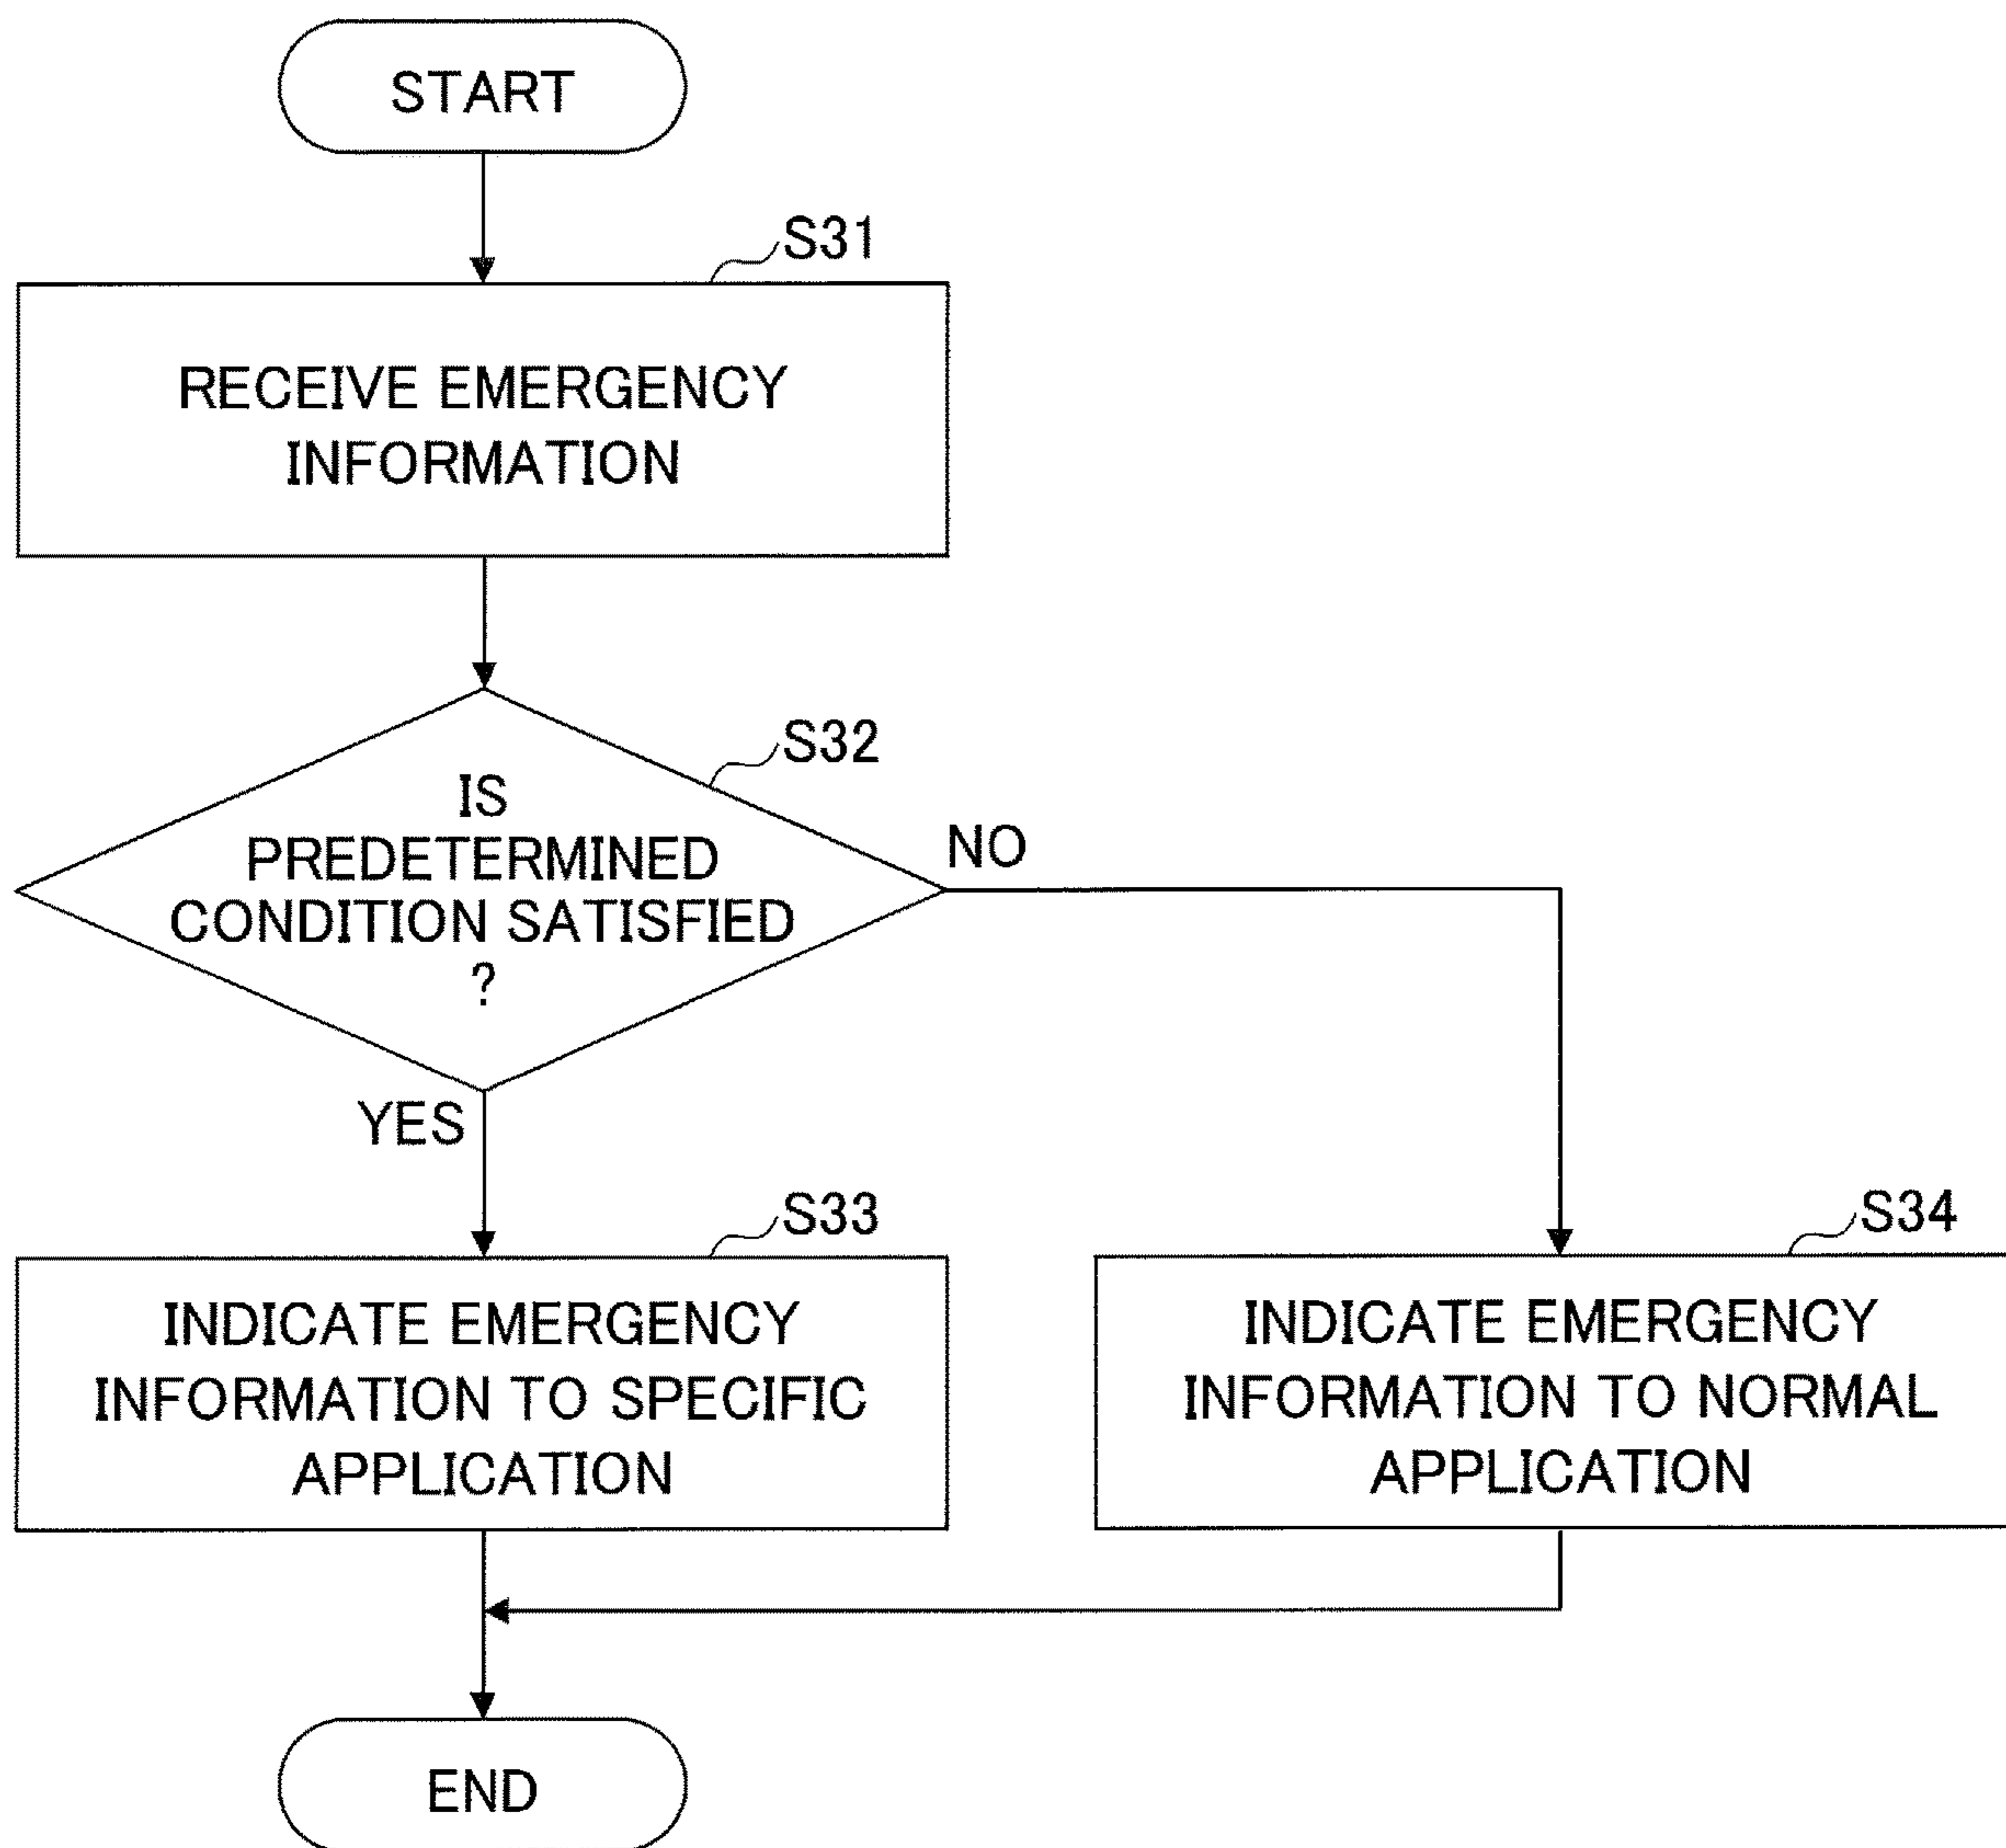 START
S31
RECEIVE EMERGENCY
INFORMATION
S32
IS
PREDETERMINED
CONDITION SATISFIED
?
NO
YES
S33
INDICATE EMERGENCY
INFORMATION TO SPECIFIC
APPLICATION
S34
INDICATE EMERGENCY
INFORMATION TO NORMAL
APPLICATION
END